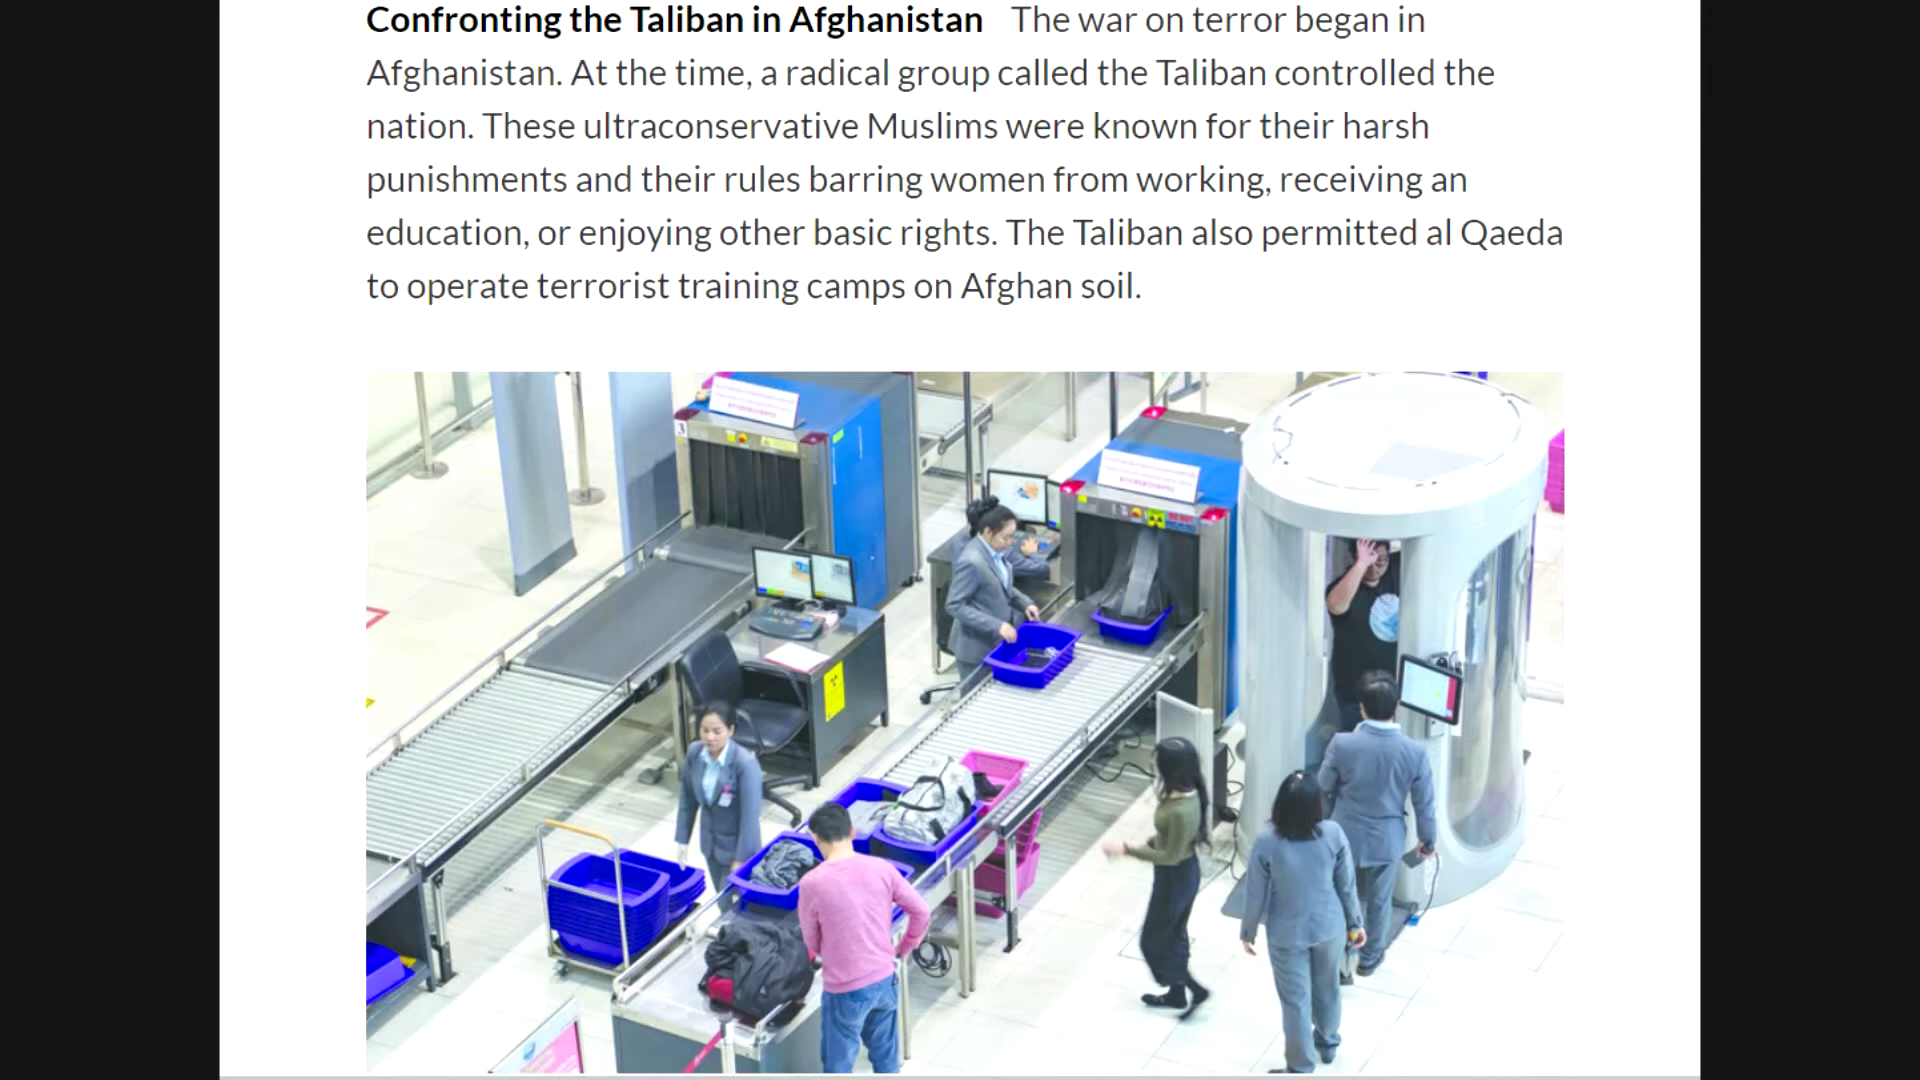 Confronting the Taliban in Afghanistan The war on terror began in
Afghanistan. At the time, a radical group called the Taliban controlled the
nation. These ultraconservative Muslims were known for their harsh
punishments and their rules barring women from working, receiving an
education, or enjoying other basic rights. The Taliban also permitted al Qaeda
to operate terrorist training camps on Afghan soil.
3